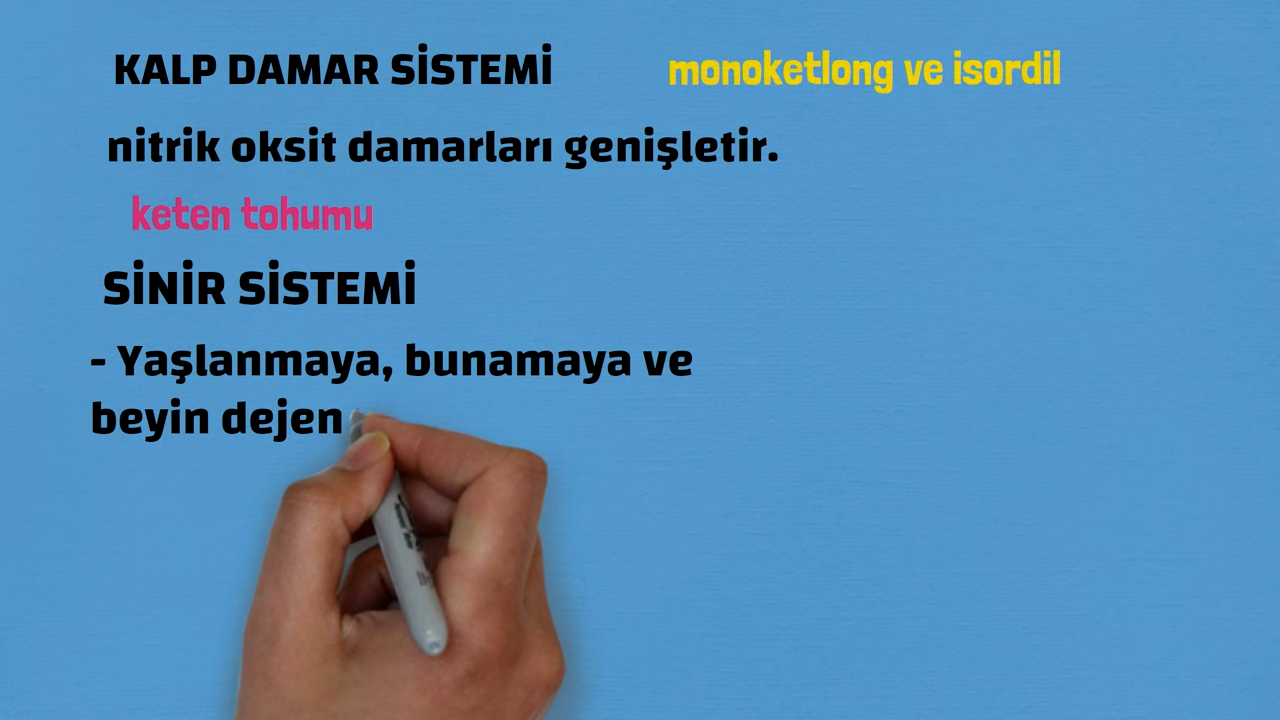 KALP DAMAR SİSTEMİ monoketlong ve isordil
nitrik oksit damarları genişletir.
keten tohumu
SİNİR SİSTEMİ
- Yaşlanmaya, bunamaya ve
beyin dejen